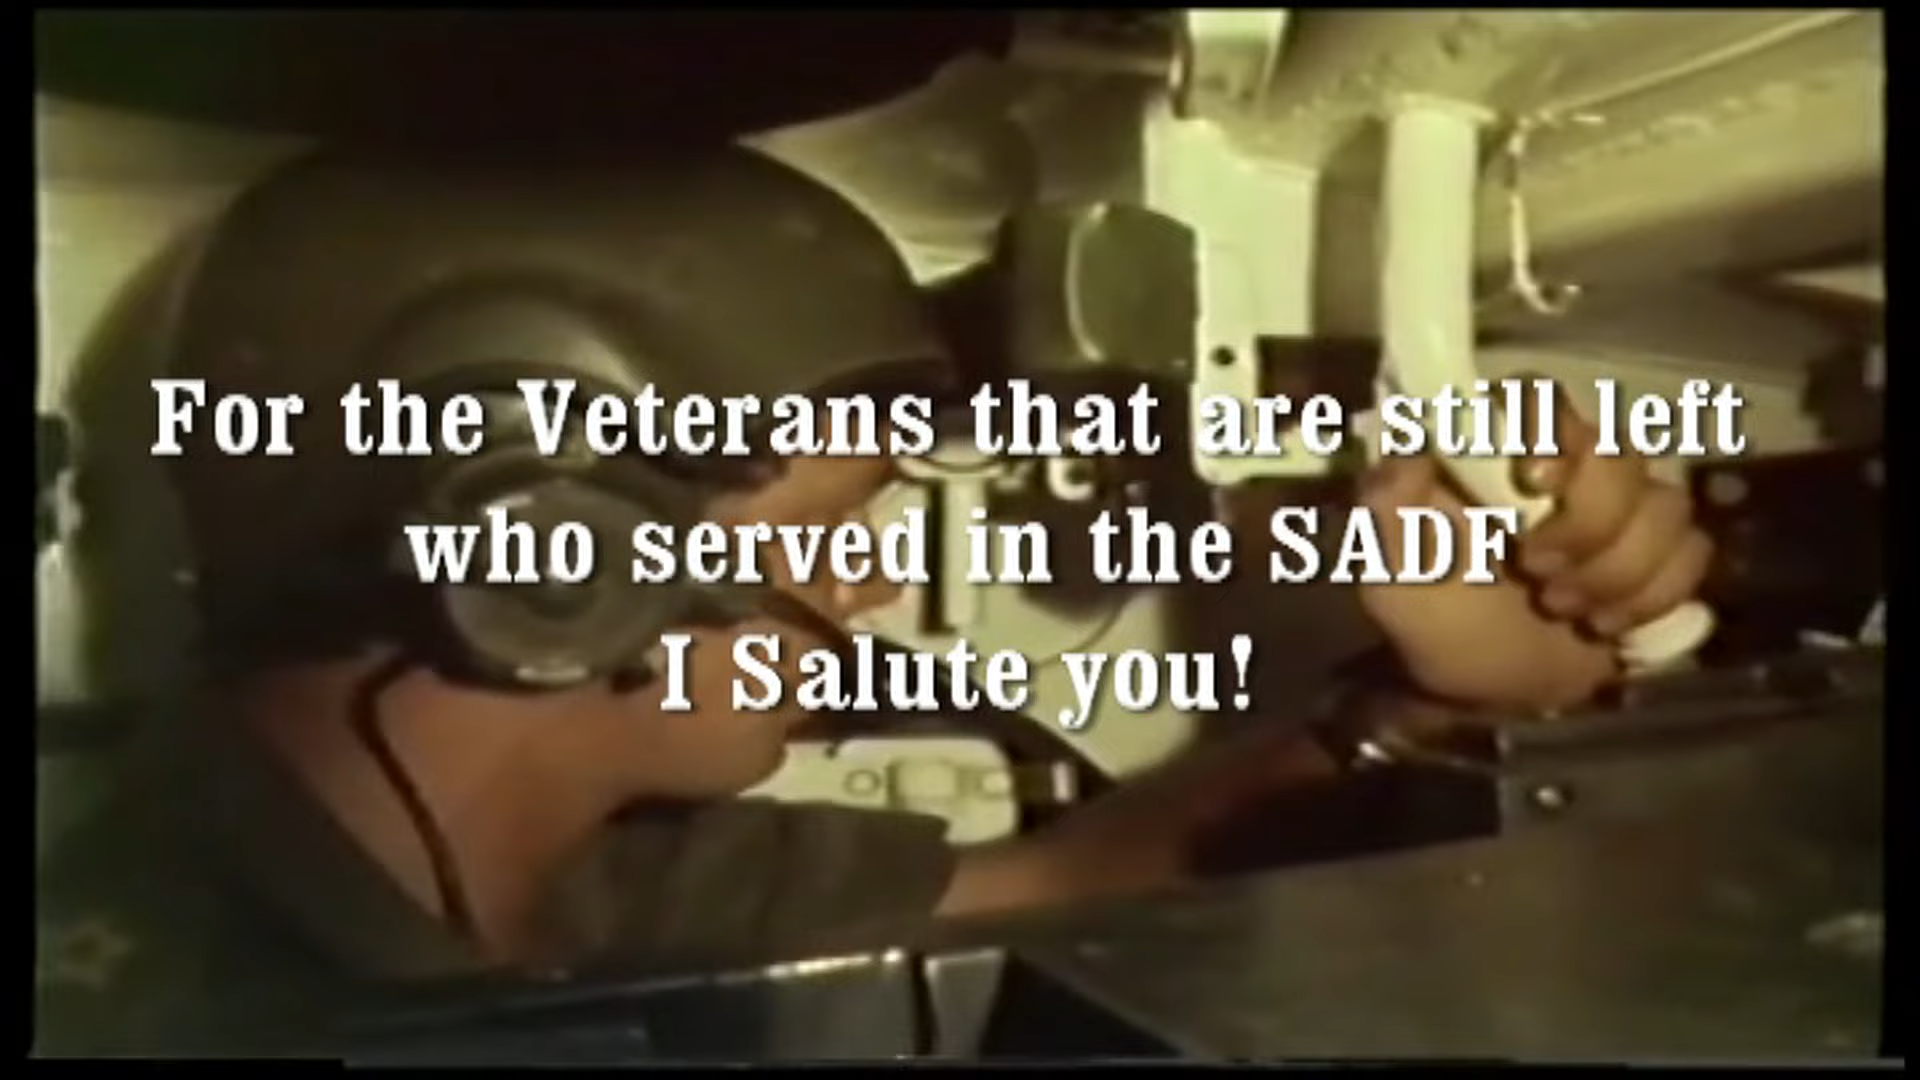 For the Veterans that are still left
who served in the SADF
I Salute you!